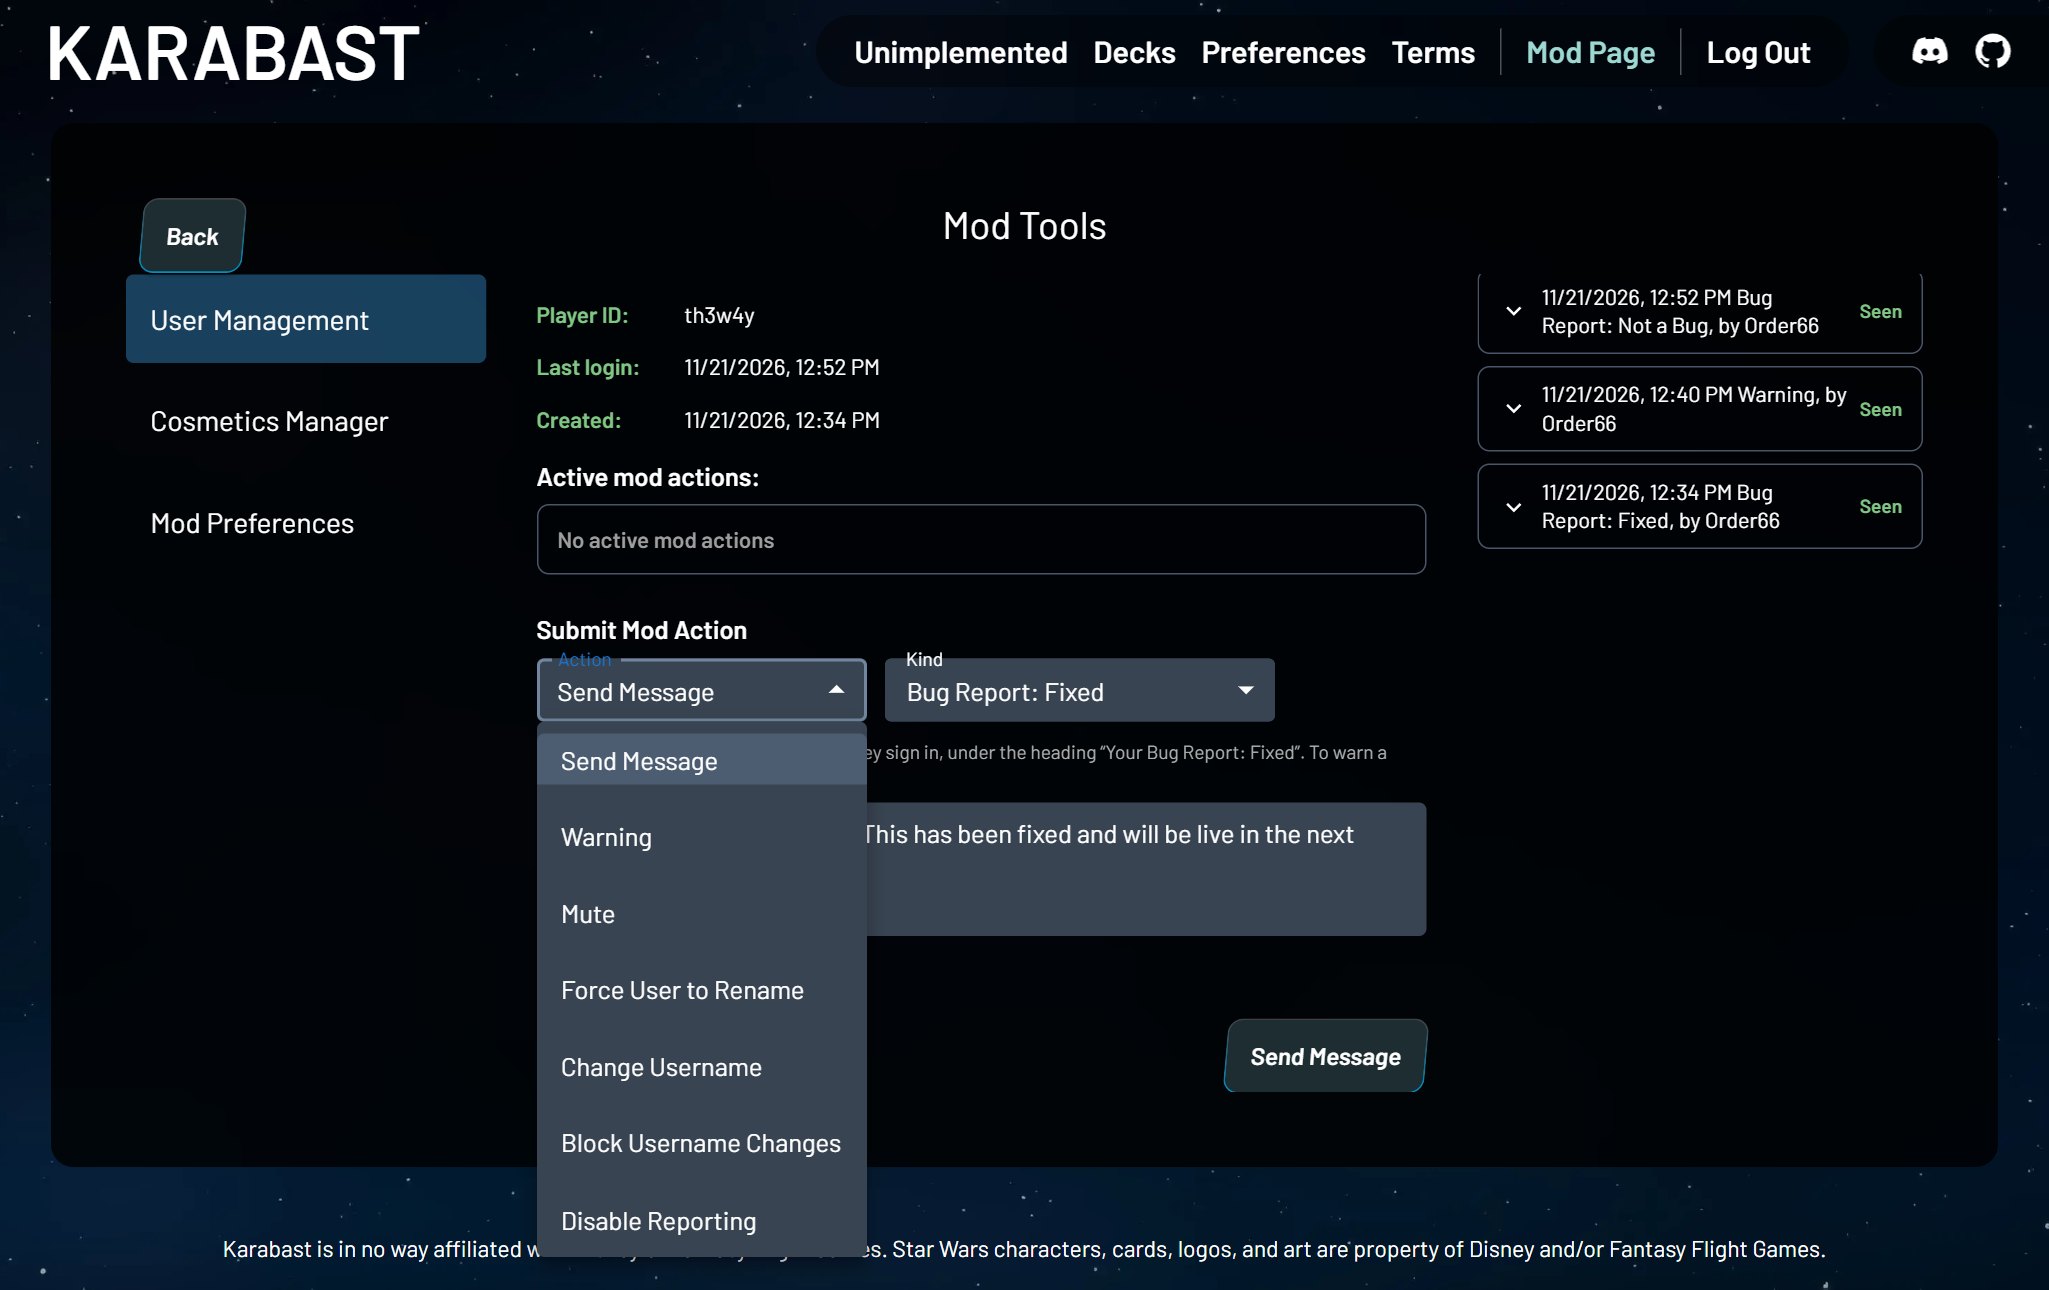 KARABAST
Unimplemented Decks Preferences Terms Mod Page Log Out
Back
Mod Tools
User Management
Cosmetics Manager
Mod Preferences
Player ID: th3w4y
Last login: 11/21/2026, 12:52 PM
Created: 11/21/2026, 12:34 PM
Active mod actions:
No active mod actions
Submit Mod Action
Action
Send Message
Kind
Bug Report: Fixed
sign in, under the heading “Your Bug Report: Fixed”. To warn a
This has been fixed and will be live in the next
Send Message
Warning
Mute
Force User to Rename
Change Username
Block Username Changes
Disable Reporting
Send Message
11/21/2026, 12:52 PM Bug
Report: Not a Bug, by Order66
Seen
11/21/2026, 12:40 PM Warning, by
Order66
Seen
11/21/2026, 12:34 PM Bug
Report: Fixed, by Order66
Seen
Karabast is in no way affiliated
Star Wars characters, cards, logos, and art are property of Disney and/or Fantasy Flight Games.